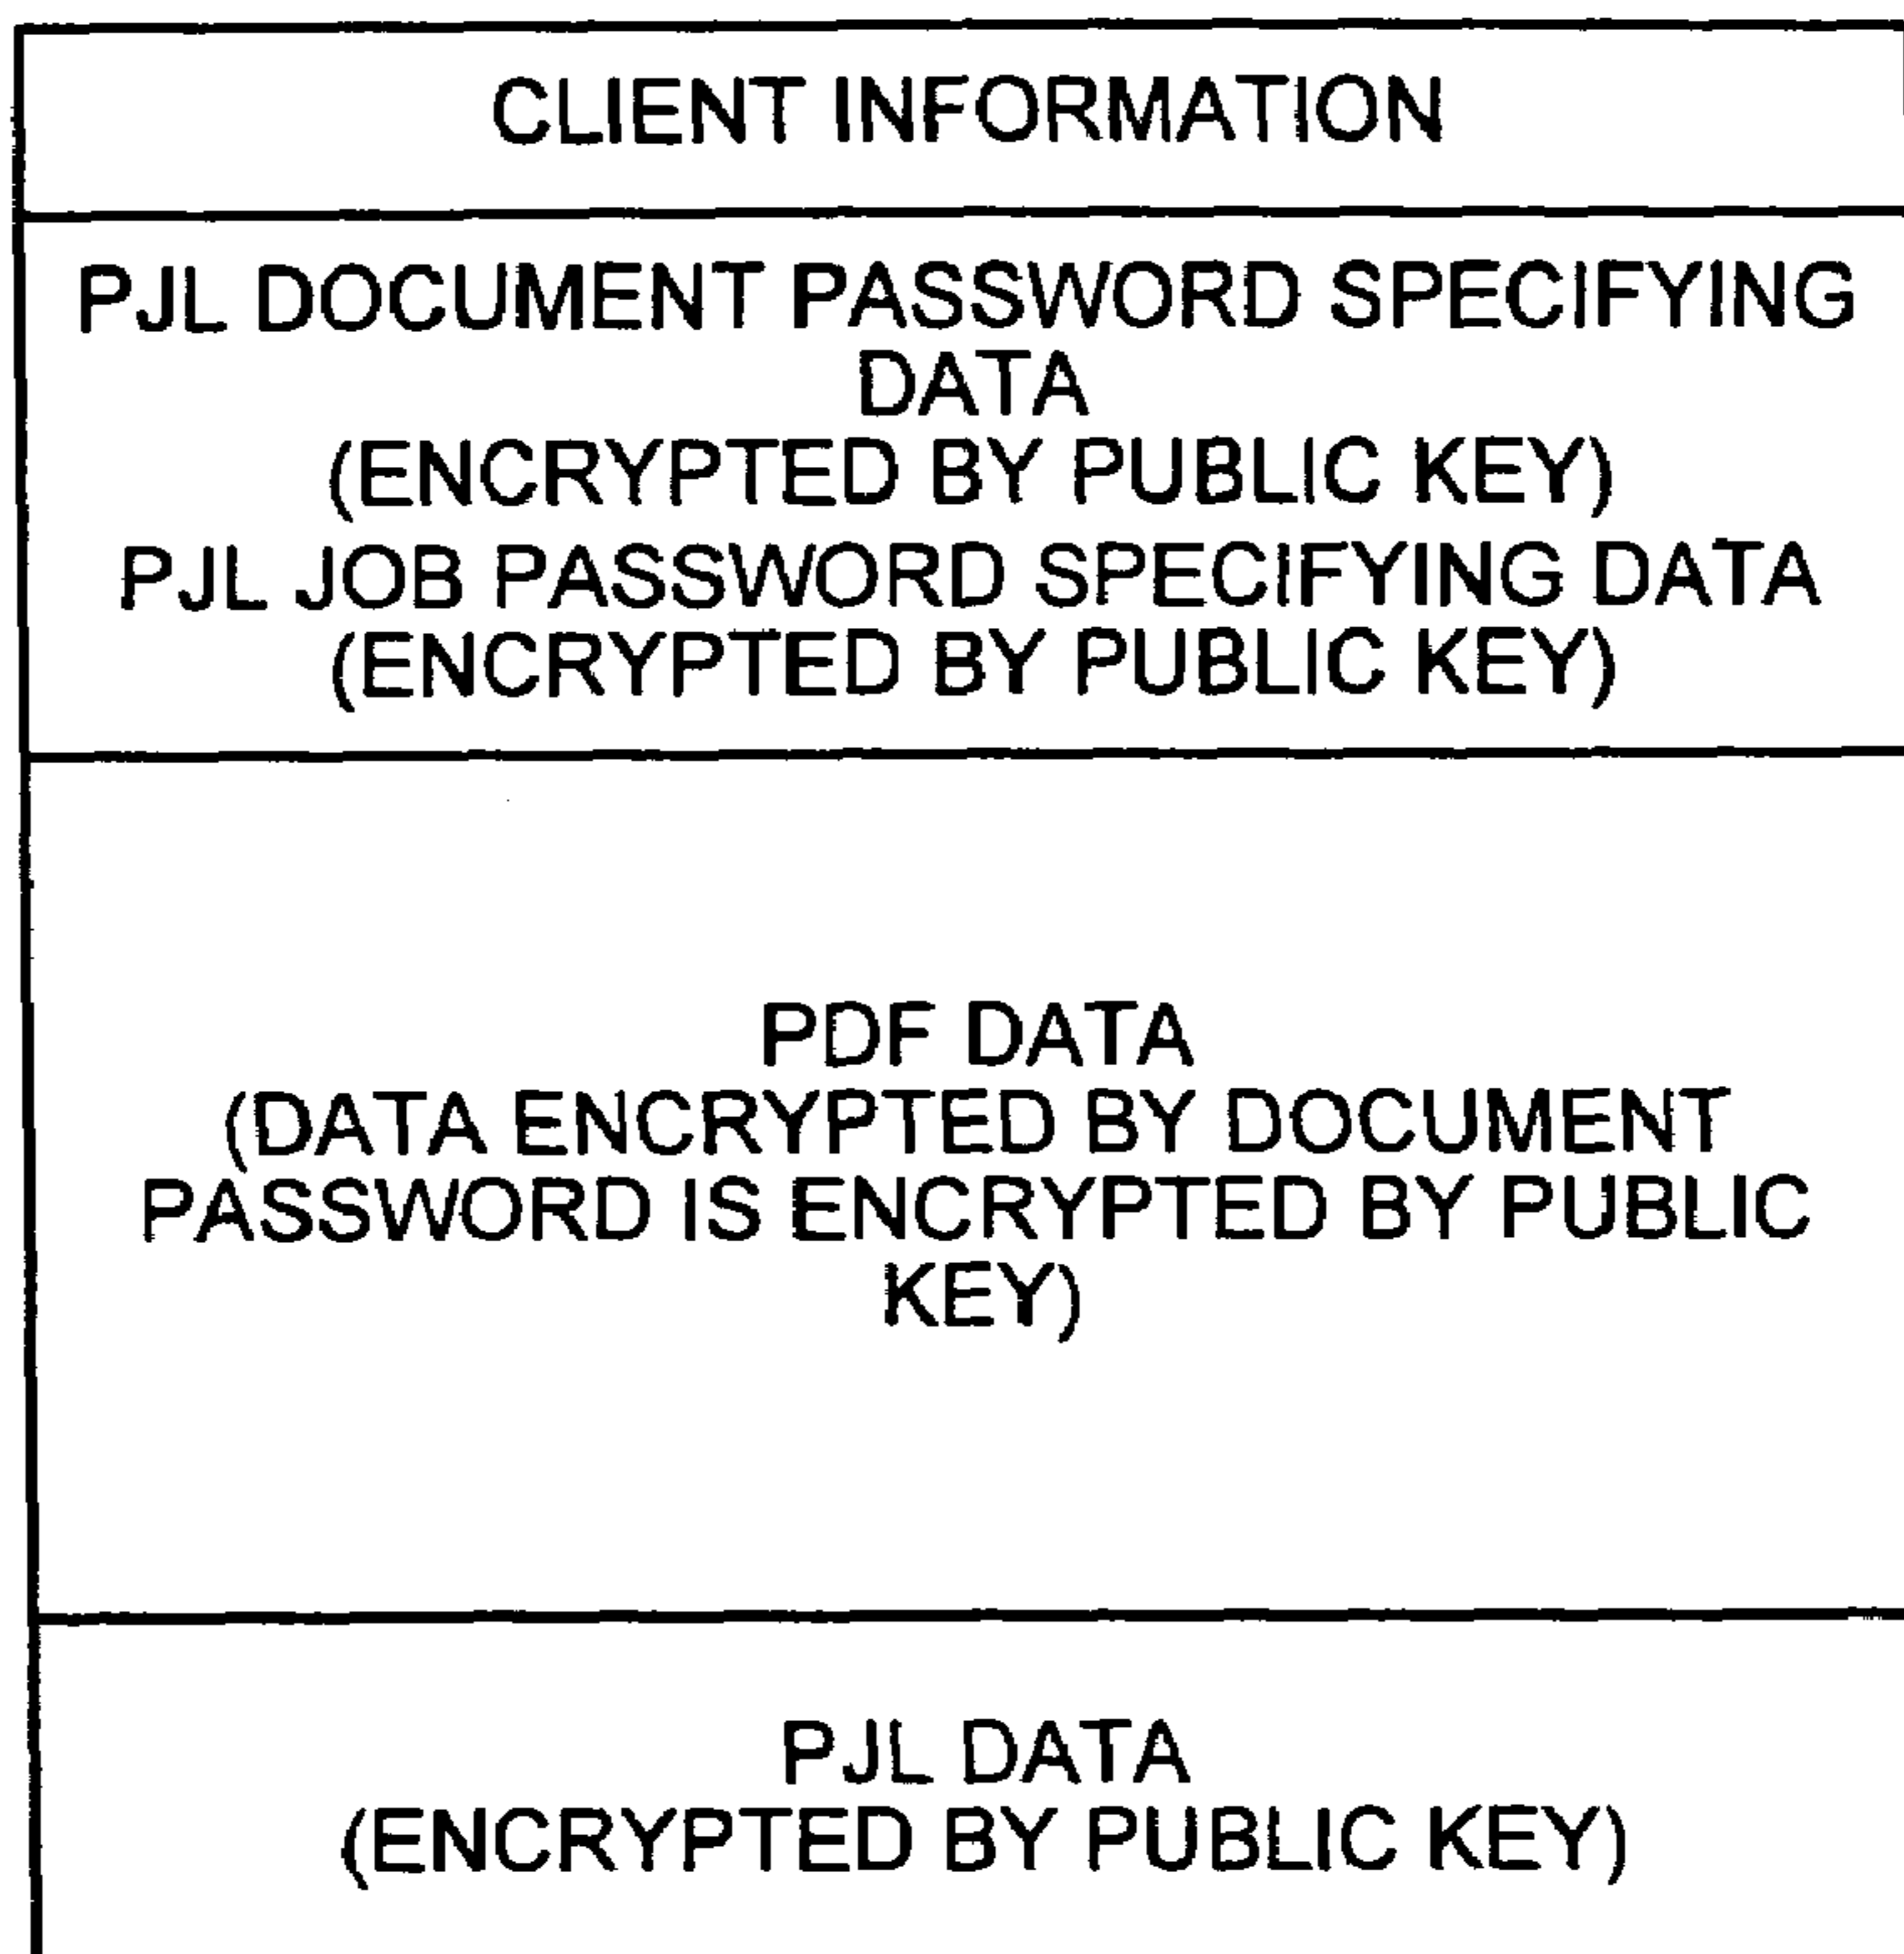 CLIENT INFORMATION
PJL DOCUMENT PASSWORD SPECIFYING
DATA
(ENCRYPTED BY PUBLIC KEY)
PJL JOB PASSWORD SPECIFYING DATA
(ENCRYPTED BY PUBLIC KEY)
PDF DATA
(DATA ENCRYPTED BY DOCUMENT
PASSWORD IS ENCRYPTED BY PUBLIC
KEY)
PJL DATA
(ENCRYPTED BY PUBLIC KEY)